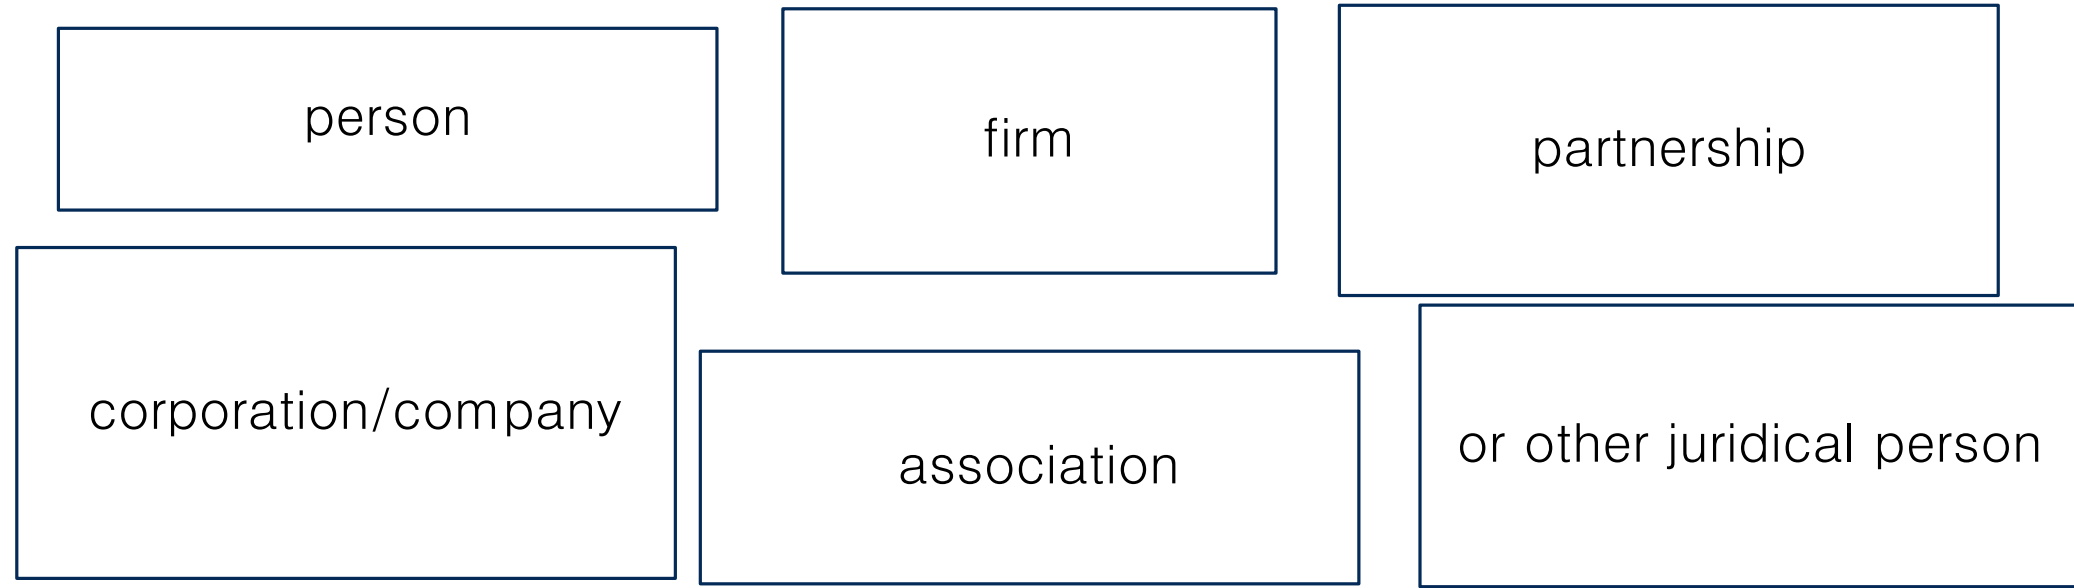 person
firm
partnership
corporation/company
association
or other juridical person